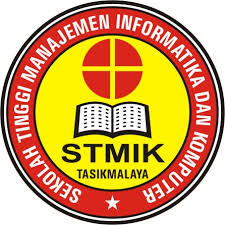 SEKOLAH TINGGI MANAJEMEN INFORMATIKA DAN KOMPUTER
STMIK
TASIKMALAYA